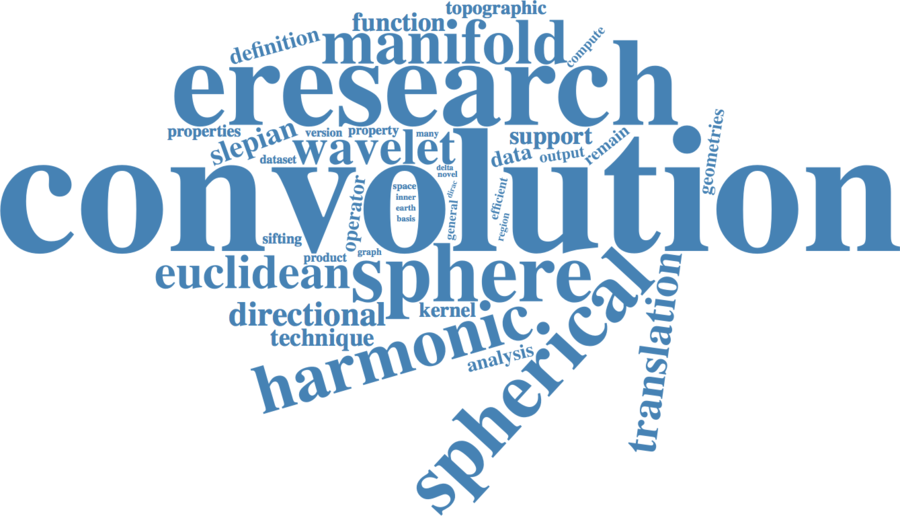 topographic
function
definition
manifold
compute
eresearch
properties
slepian
version
property
many
support
remain
geometries
dataset
wavelet
data
output
convolution
delta
novel
dirac
space
inner
earth
basis
operator
general
efficient
region
sifting
product
graph
euclidean
sphere
directional
kernel
technique
harmonic
analysis
spherical
translation